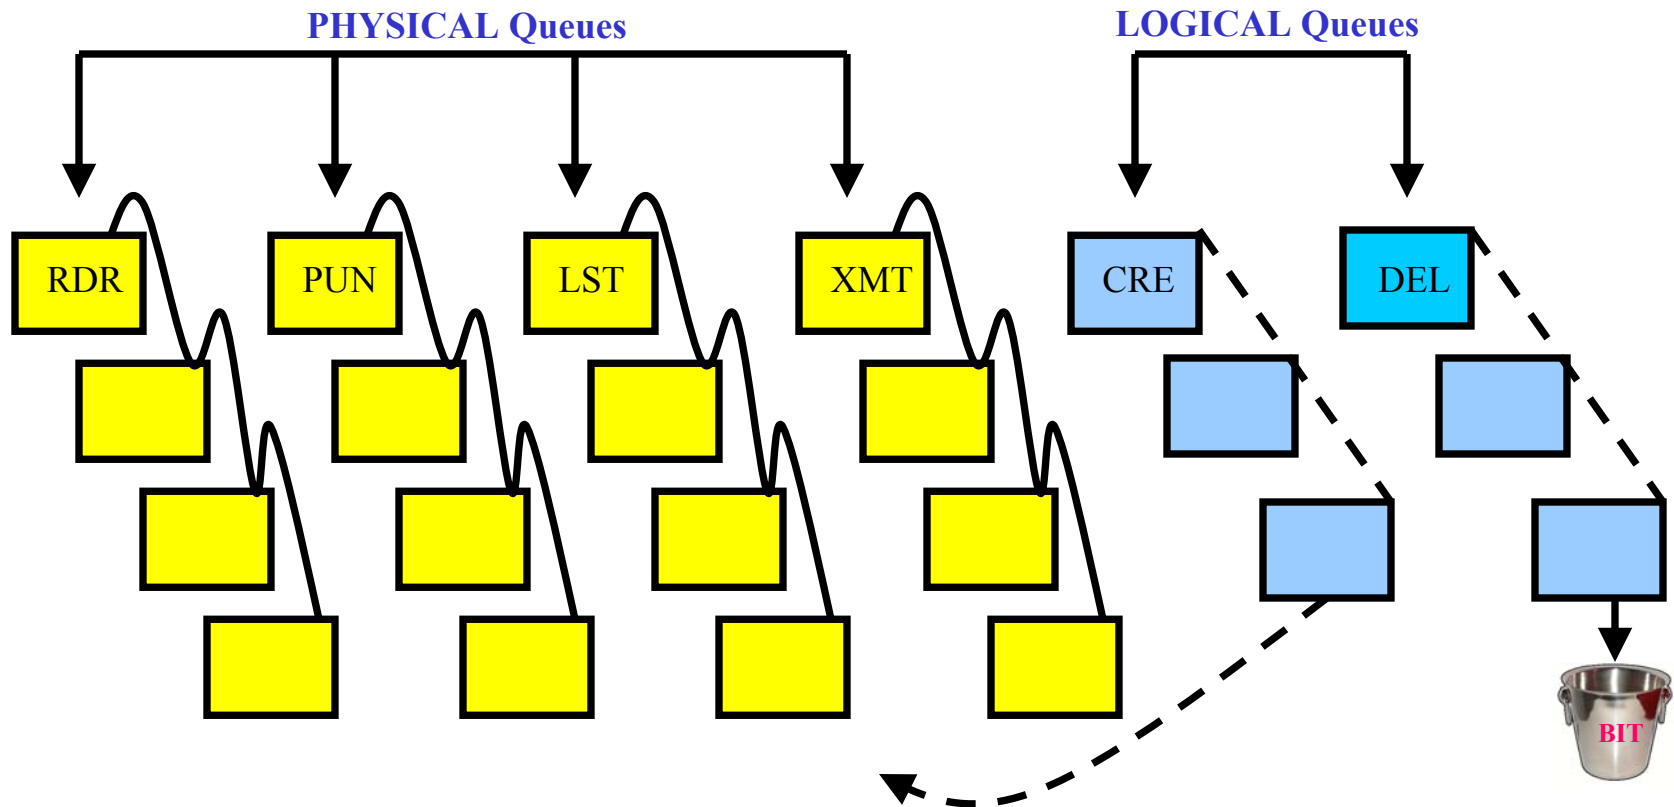 PHYSICAL Queues
LOGICAL Queues
RDR
PUN
LST
XMT
CRE
DEL
BIT